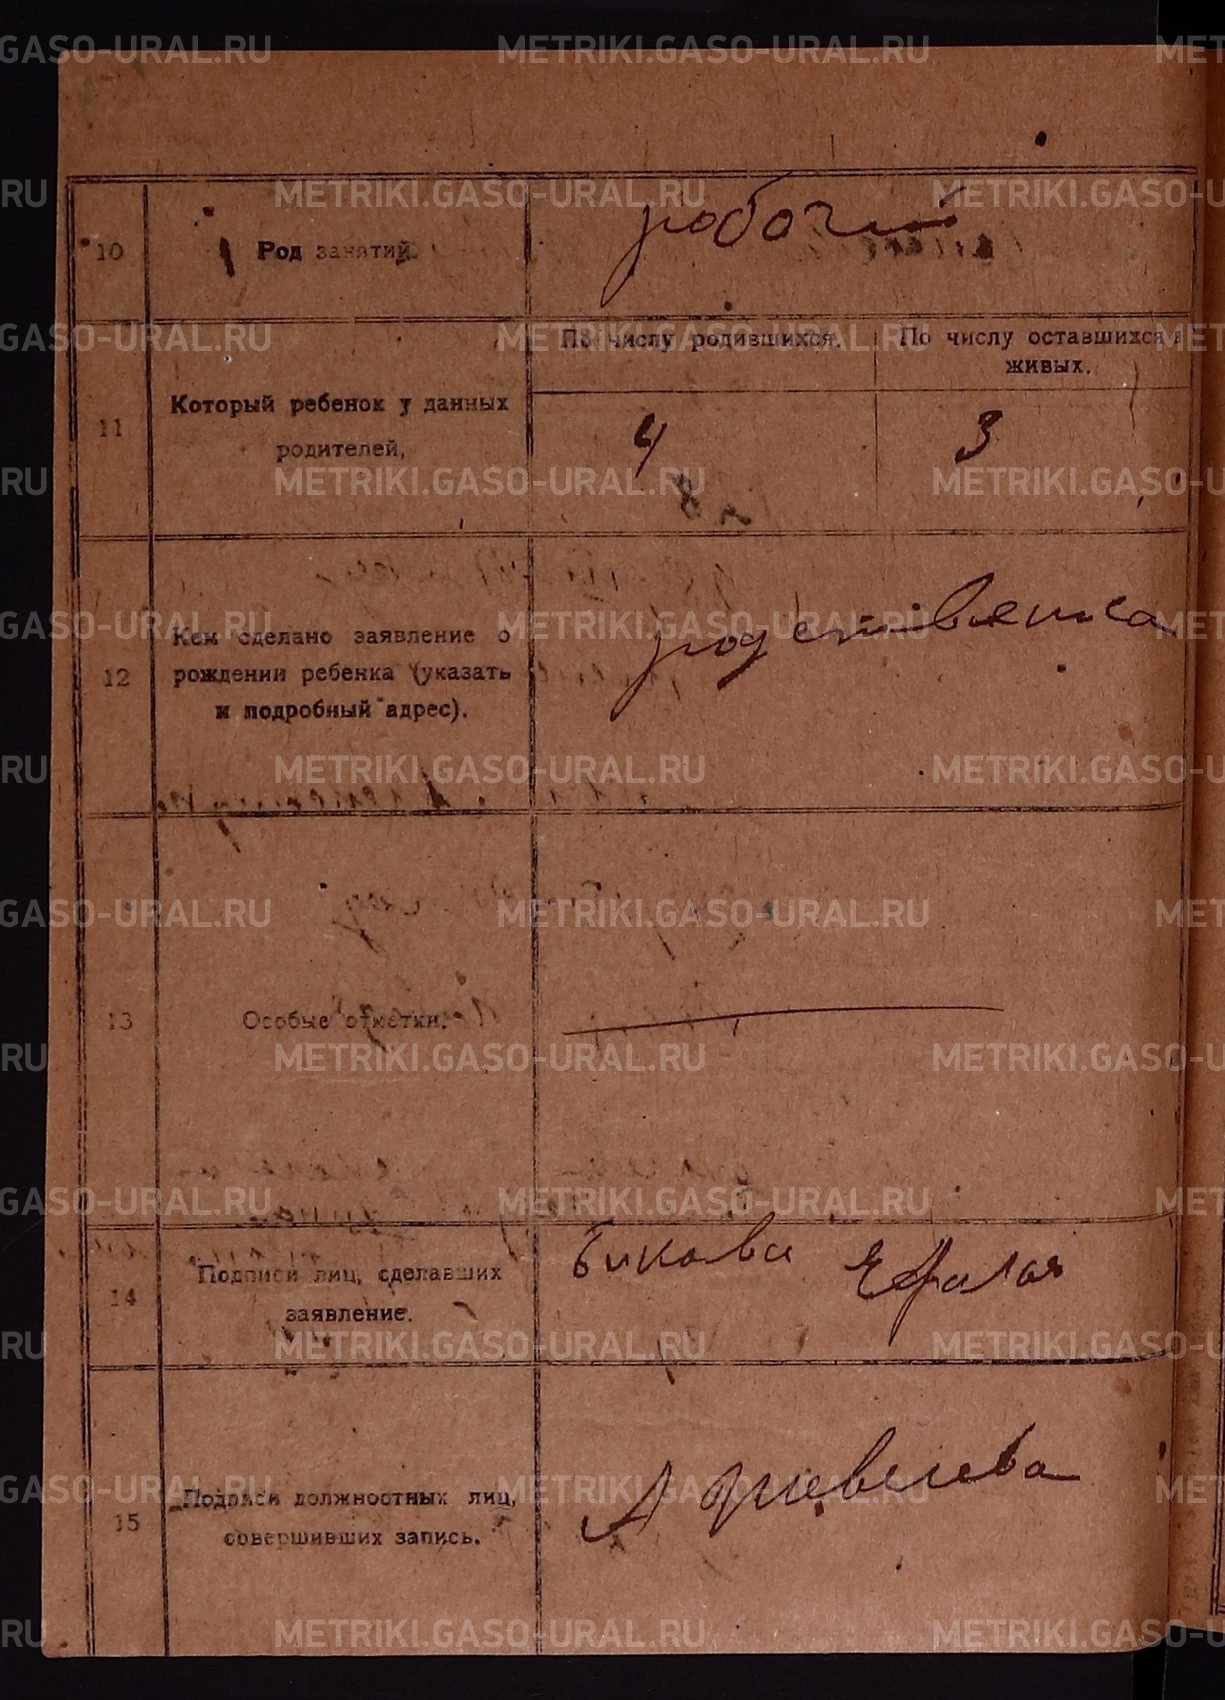 10
Род занятий
рабочий
11
Который ребенок у данных
родителей,
По числу родившихся.
По числу оставшихся в
живых.
4
3
12
Кем сделано заявление о
рождении ребенка (указать
и подробный адрес).
родственика
13
Особые отметки.
14
Подписи лиц, сделавших
заявление.
Быкова
15
Подписи должностных лиц,
совершивших запись.
METRIKI.GASO-URAL.RU